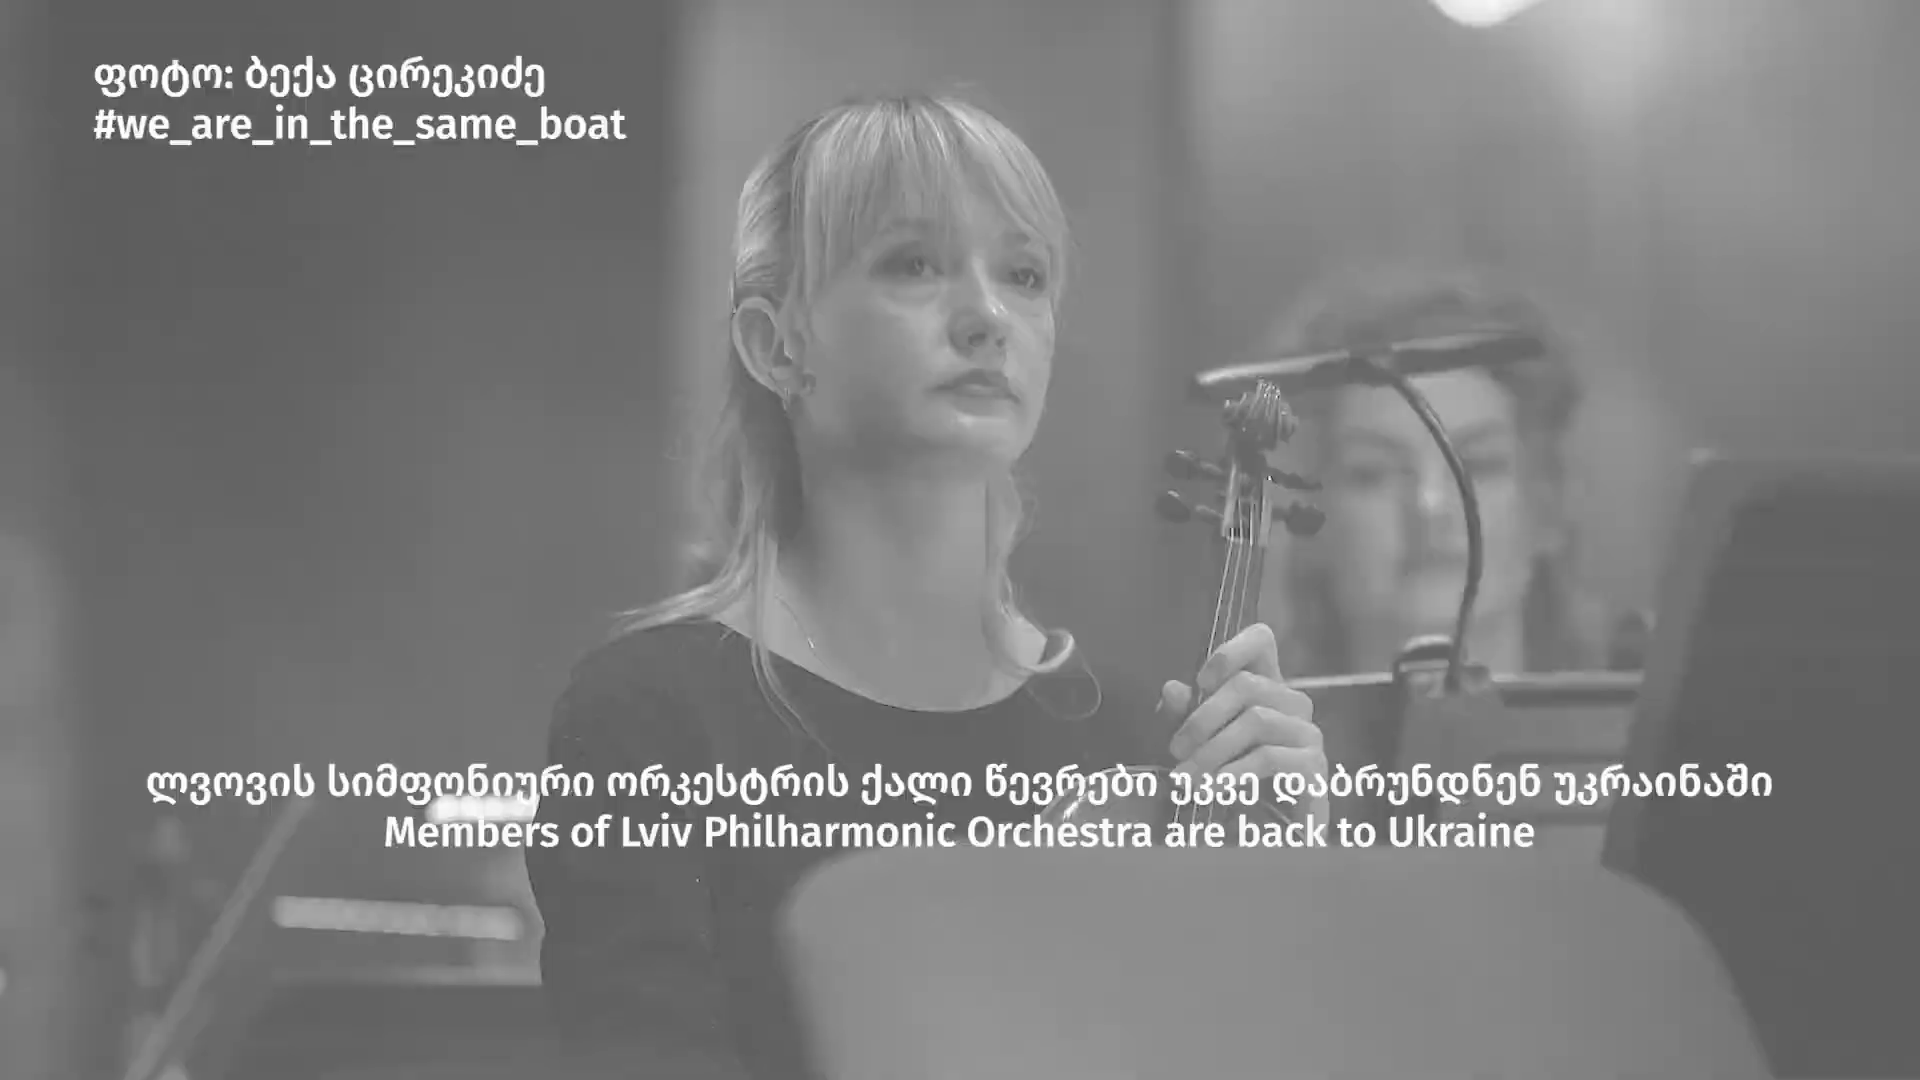 ფოტო: ბექა ცირეკიძე
#we_are_in_the_same_boat
ლვოვის სიმფონიური ორკესტრის ქალი წევრები უკვე დაბრუნდნენ უკრაინაში
Members of Lviv Philharmonic Orchestra are back to Ukraine